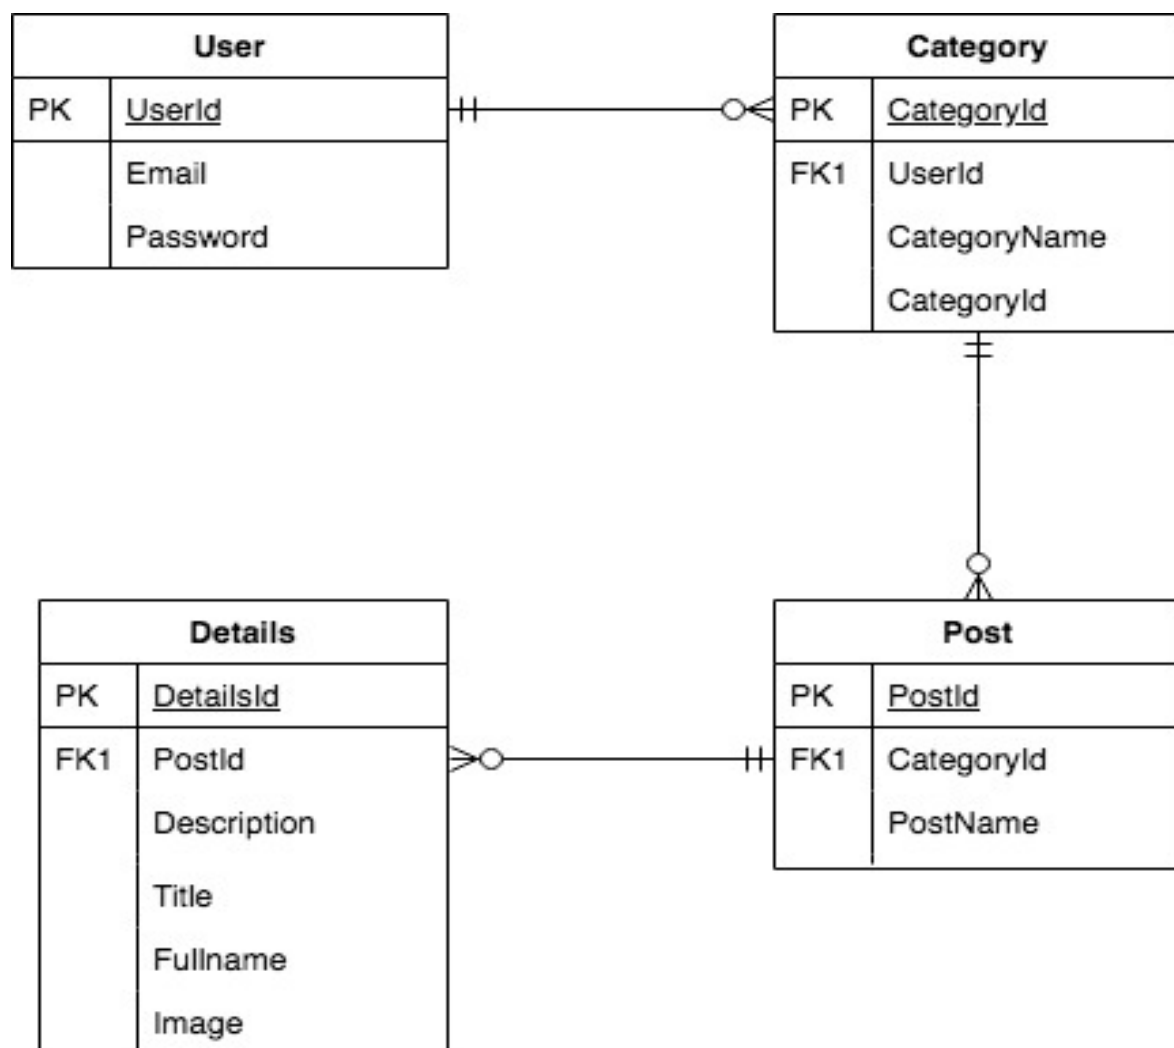 User
PK UserId
Email
Password
Category
PK CategoryId
FK1 UserId
CategoryName
CategoryId
Details
PK DetailsId
FK1 PostId
Description
Title
Fullname
Image
Post
PK PostId
FK1 CategoryId
PostName